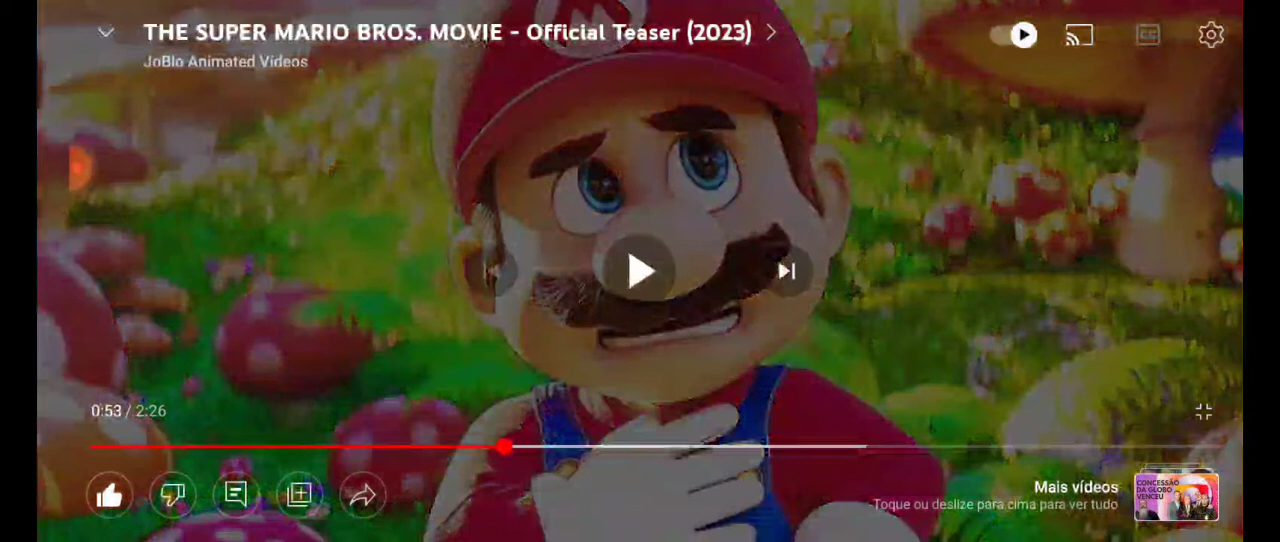 THE SUPER MARIO BROS. MOVIE - Official Teaser (2023)
JoBlo Animated Videos
CC
M
0:53 / 2:26
Mais vídeos
Toque ou deslize para cima para ver tudo
CONCESSÃO
DA GLOBO
VENCEU